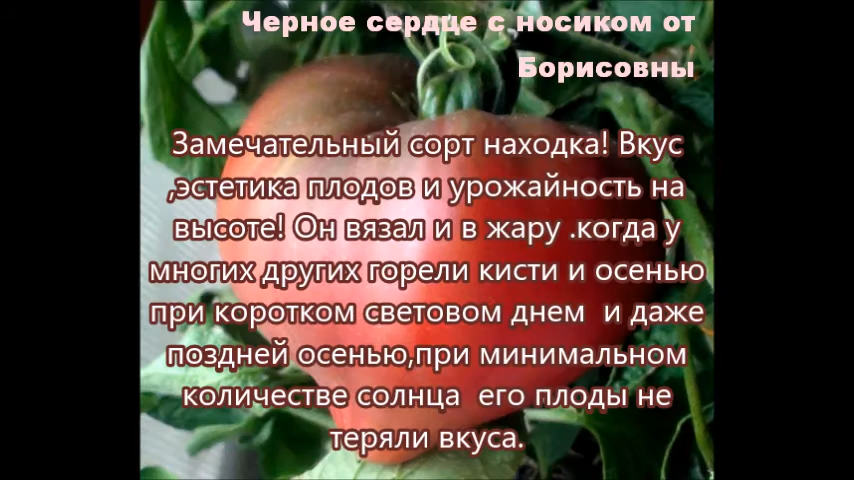 Черное сердце с носиком от
Борисовны
Замечательный сорт находка! Вкус
,эстетика плодов и урожайность на
высоте! Он вязал и в жару .когда у
многих других горели кисти и осенью
при коротком световом днем  и даже
поздней осенью,при минимальном
количестве солнца  его плоды не
теряли вкуса.